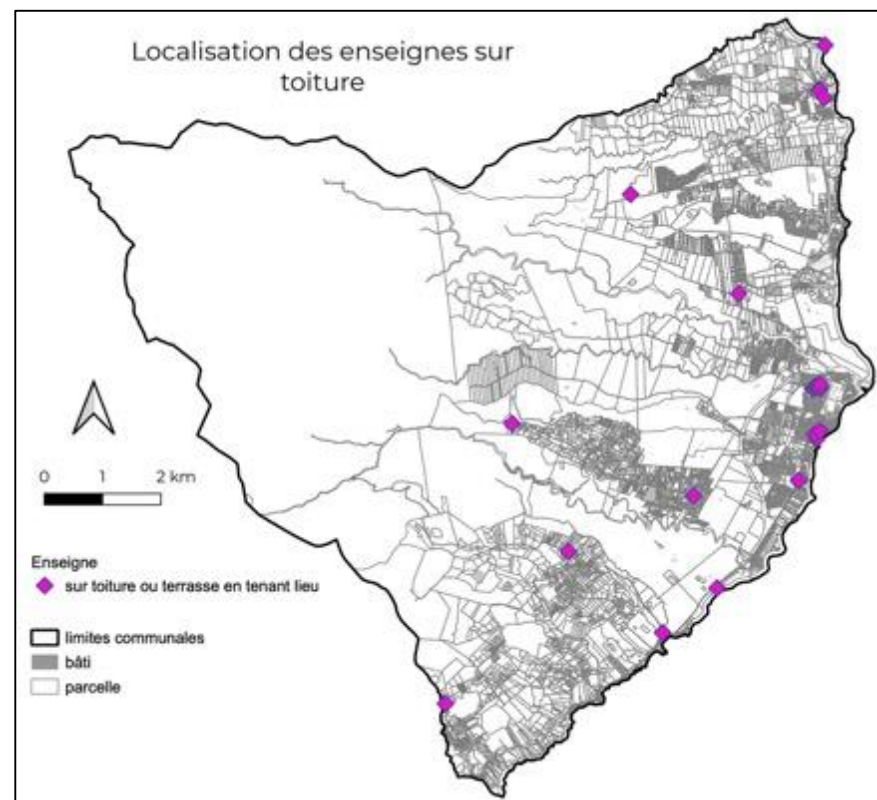 Localisation des enseignes sur
toiture
0 1 2 km
Enseigne
sur toiture ou terrasse en tenant lieu
limites communales
bâti
parcelle